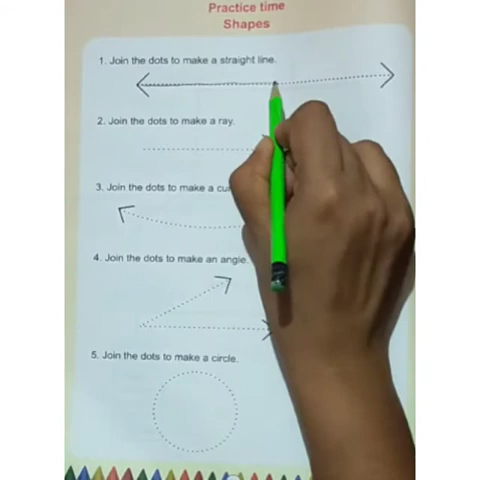 Practice time
Shapes
1. Join the dots to make a straight line.
2. Join the dots to make a ray.
3. Join the dots to make a
4. Join the dots to make an angle.
5. Join the dots to make a circle.